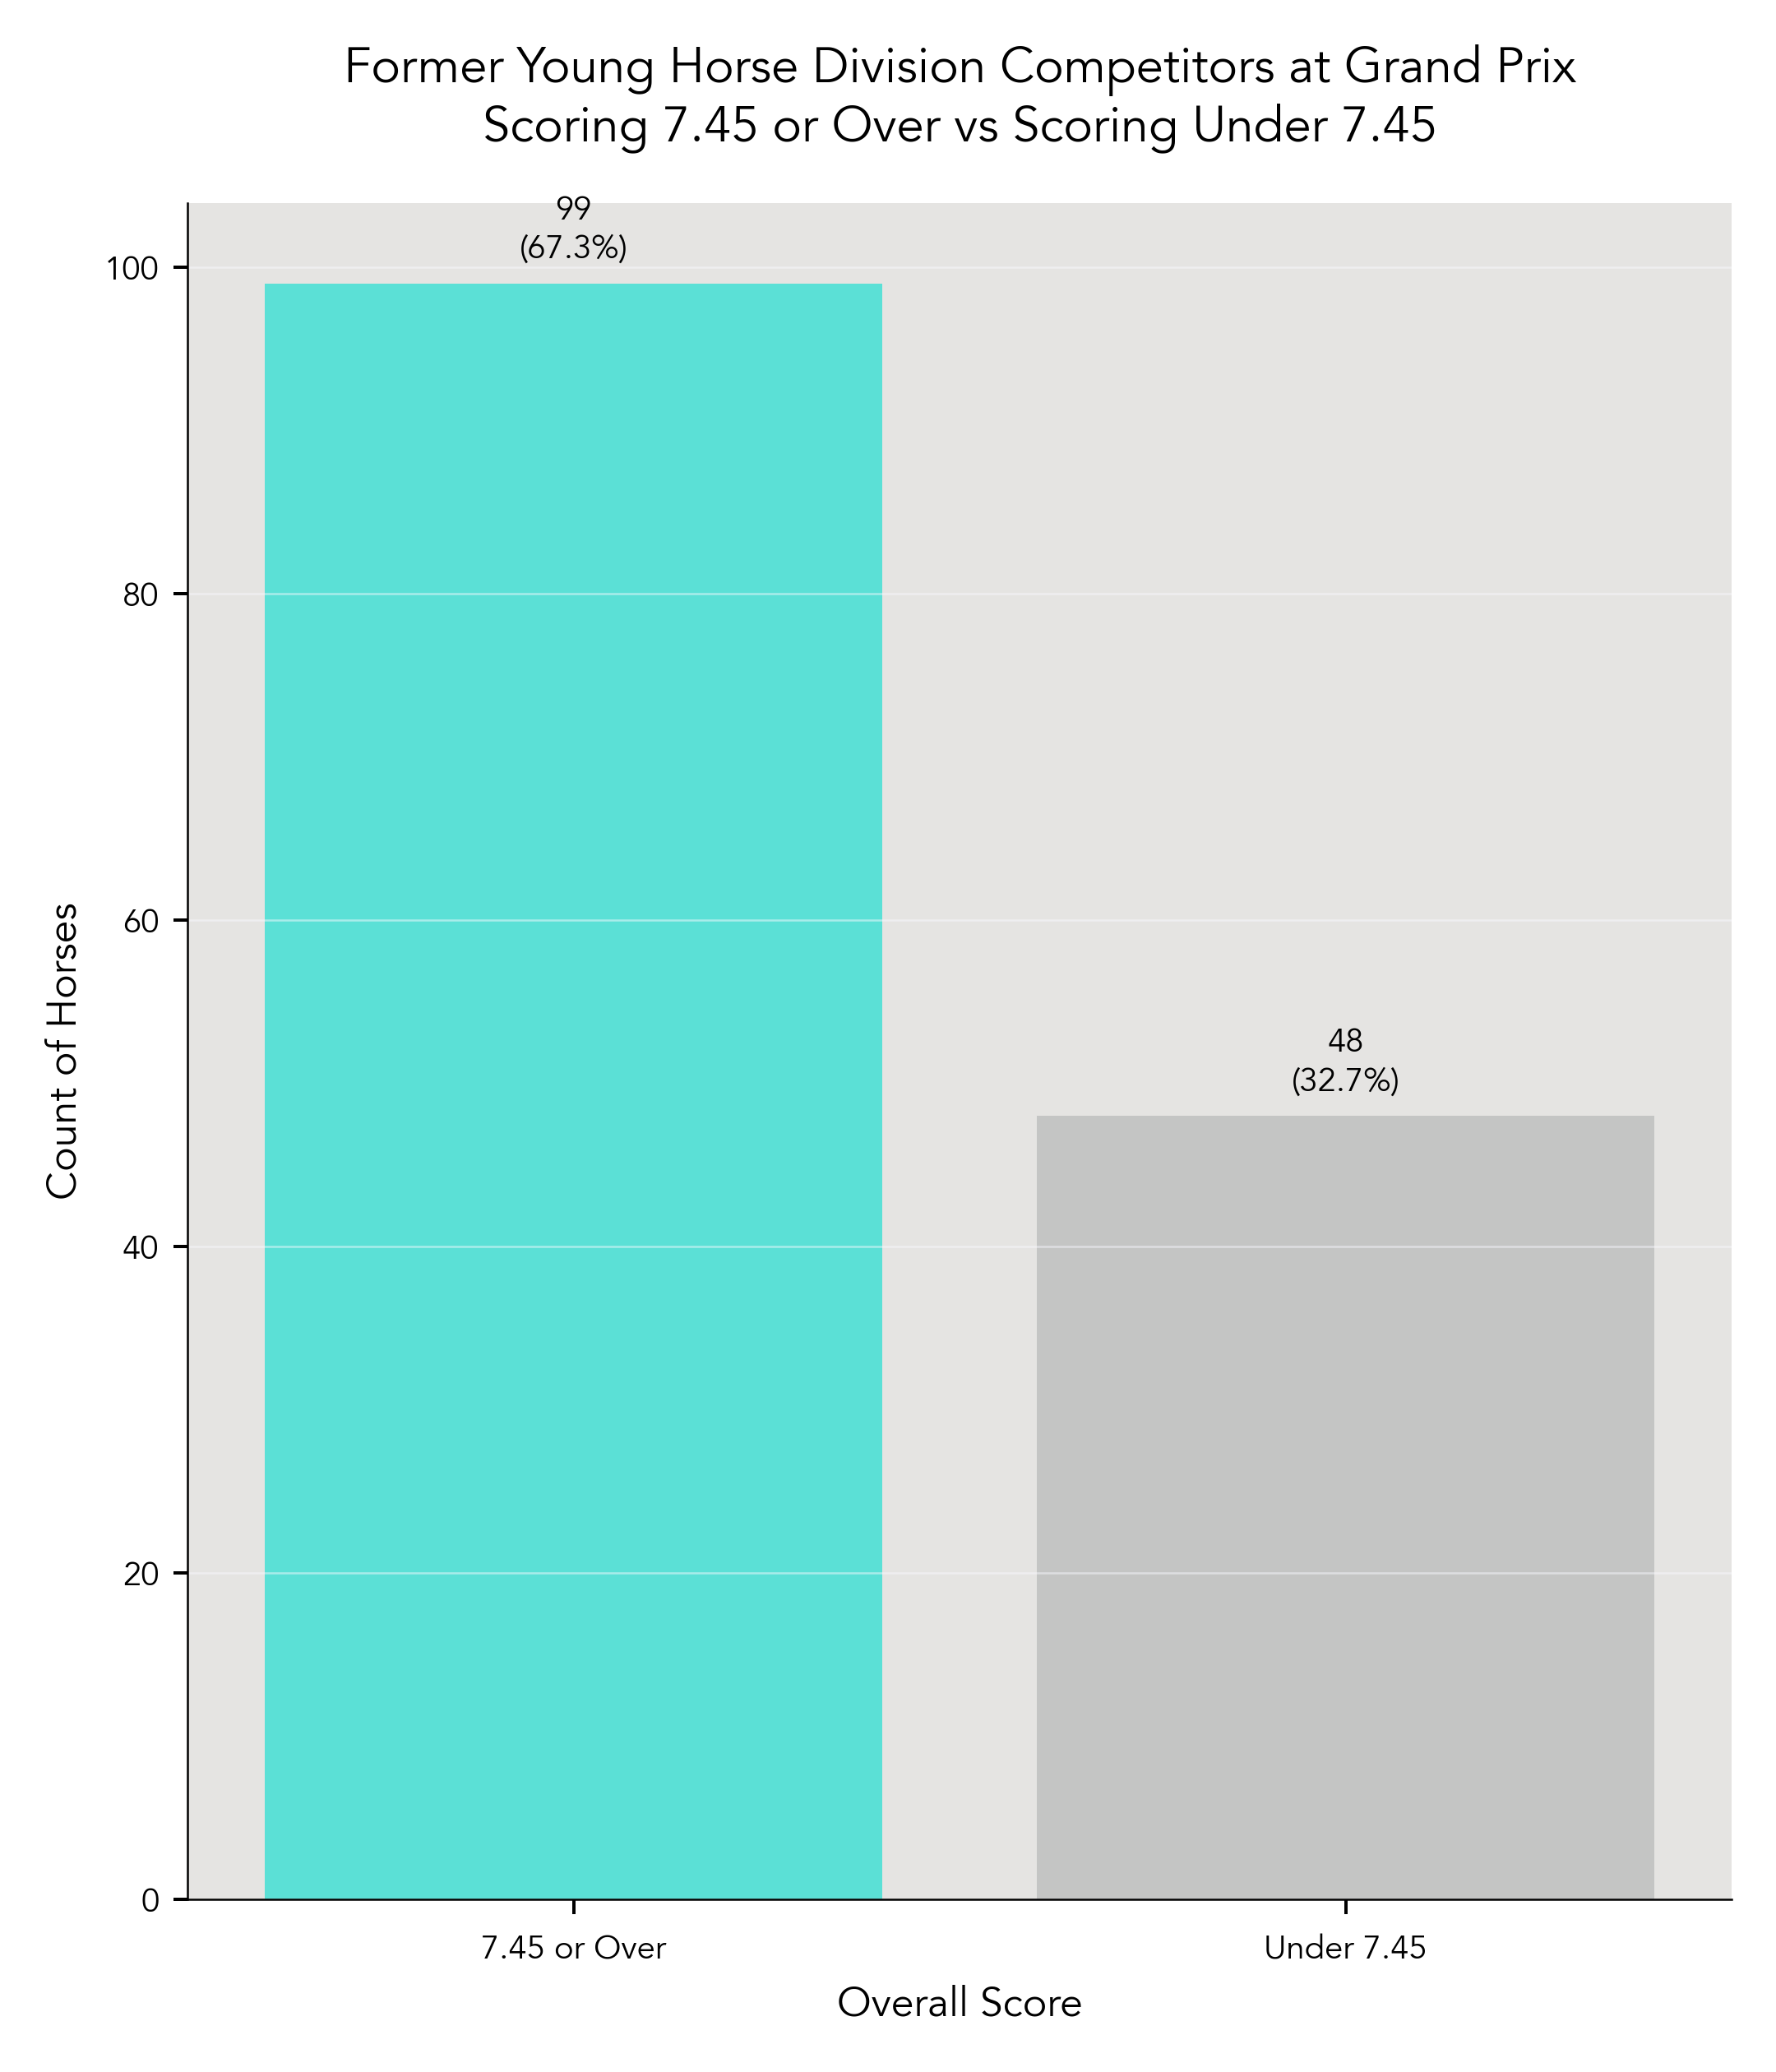 Former Young Horse Division Competitors at Grand Prix
Scoring 7.45 or Over vs Scoring Under 7.45
99
(67.3%)
100
80
60
48
(32.7%)
40
20
0
Count of Horses
7.45 or Over
Under 7.45
Overall Score